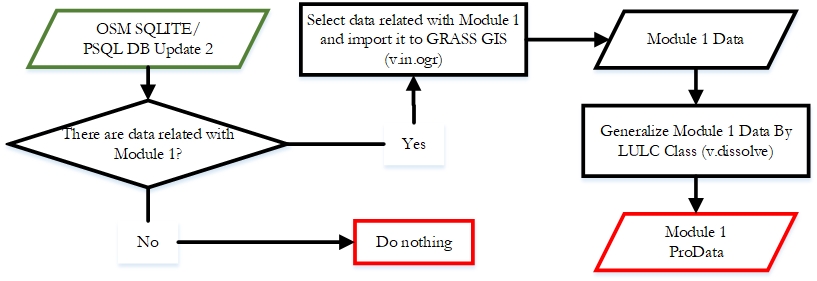 OSM SQLITE/
PSQL DB Update 2
There are data related with
Module 1?
Yes
No
Do nothing
Select data related with Module 1
and import it to GRASS GIS
(v.in.ogr)
Module 1 Data
Generalize Module 1 Data By
LULC Class (v.dissolve)
Module 1
ProData